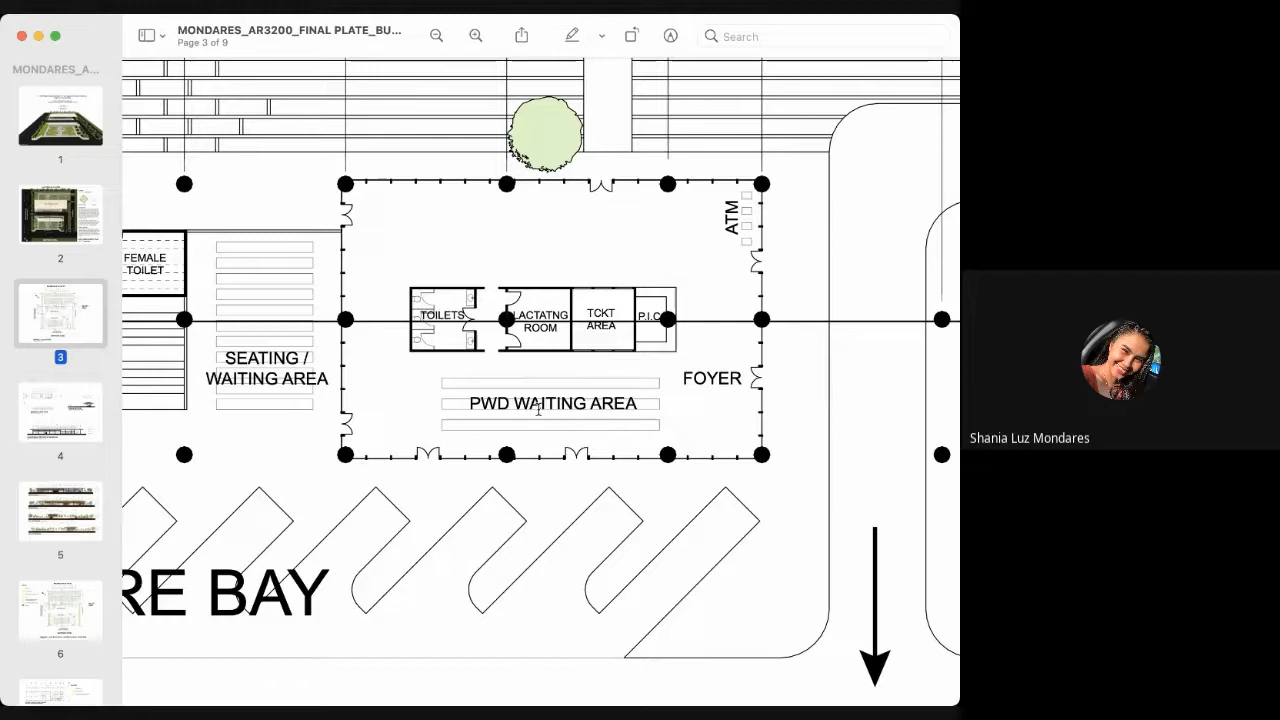 MONDARES_AR3200_FINAL PLATE_BU...
Page 3 of 9
Search
MONDARES_A...
1
2
3
4
5
6
FEMALE
TOILET
ATM
TOILETS
LACTATNG
ROOM
TCKT
AREA
P.I.C
SEATING /
WAITING AREA
FOYER
PWD WAITING AREA
RE BAY
Shania Luz Mondares